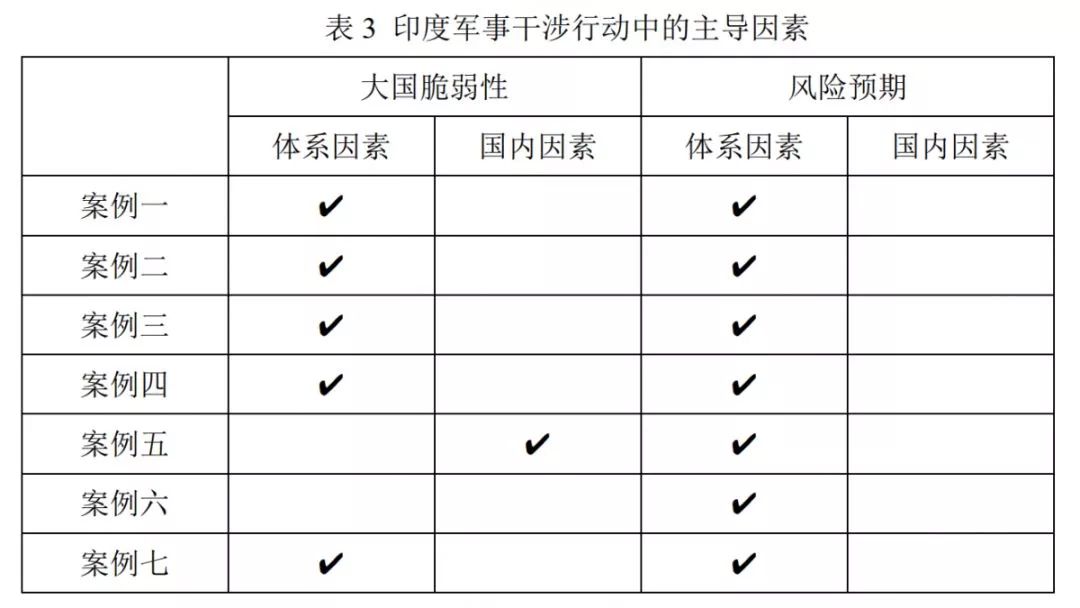 表 3 印度军事干涉行动中的主导因素
大国脆弱性 风险预期
体系因素 国内因素 体系因素 国内因素
案例一 ✔ ✔
案例二 ✔ ✔
案例三 ✔ ✔
案例四 ✔ ✔
案例五 ✔ ✔
案例六 ✔
案例七 ✔ ✔